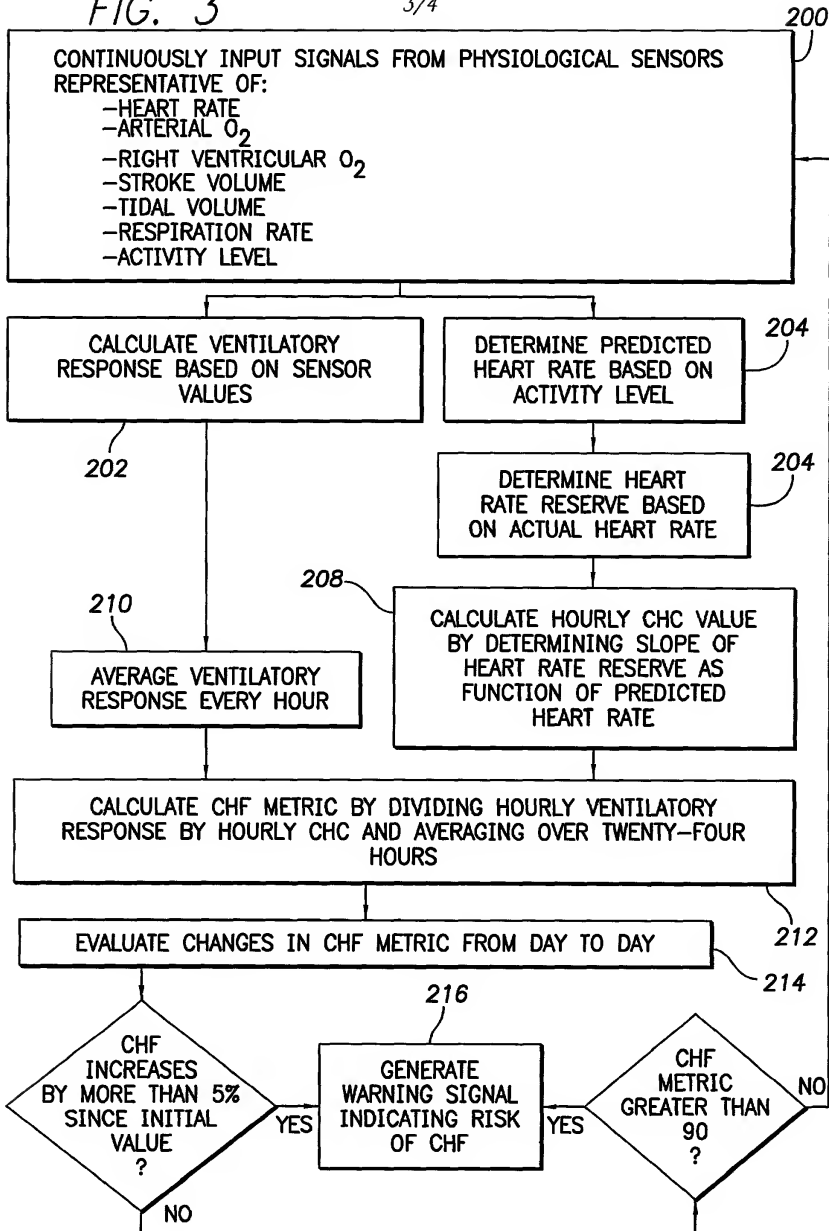 FIG. 3
3/4
200
CONTINUOUSLY INPUT SIGNALS FROM PHYSIOLOGICAL SENSORS
REPRESENTATIVE OF:
-HEART RATE
-ARTERIAL O2
-RIGHT VENTRICULAR O2
-STROKE VOLUME
-TIDAL VOLUME
-RESPIRATION RATE
-ACTIVITY LEVEL
CALCULATE VENTILATORY
RESPONSE BASED ON SENSOR
VALUES
202
DETERMINE PREDICTED
HEART RATE BASED ON
ACTIVITY LEVEL
204
DETERMINE HEART
RATE RESERVE BASED
ON ACTUAL HEART RATE
204
208
CALCULATE HOURLY CHC VALUE
BY DETERMINING SLOPE OF
HEART RATE RESERVE AS
FUNCTION OF PREDICTED
HEART RATE
210
AVERAGE VENTILATORY
RESPONSE EVERY HOUR
CALCULATE CHF METRIC BY DIVIDING HOURLY VENTILATORY
RESPONSE BY HOURLY CHC AND AVERAGING OVER TWENTY-FOUR
HOURS
212
EVALUATE CHANGES IN CHF METRIC FROM DAY TO DAY
214
CHF
INCREASES
BY MORE THAN 5%
SINCE INITIAL
VALUE
?
YES
NO
216
GENERATE
WARNING SIGNAL
INDICATING RISK
OF CHF
YES
CHF
METRIC
GREATER THAN
90
?
NO